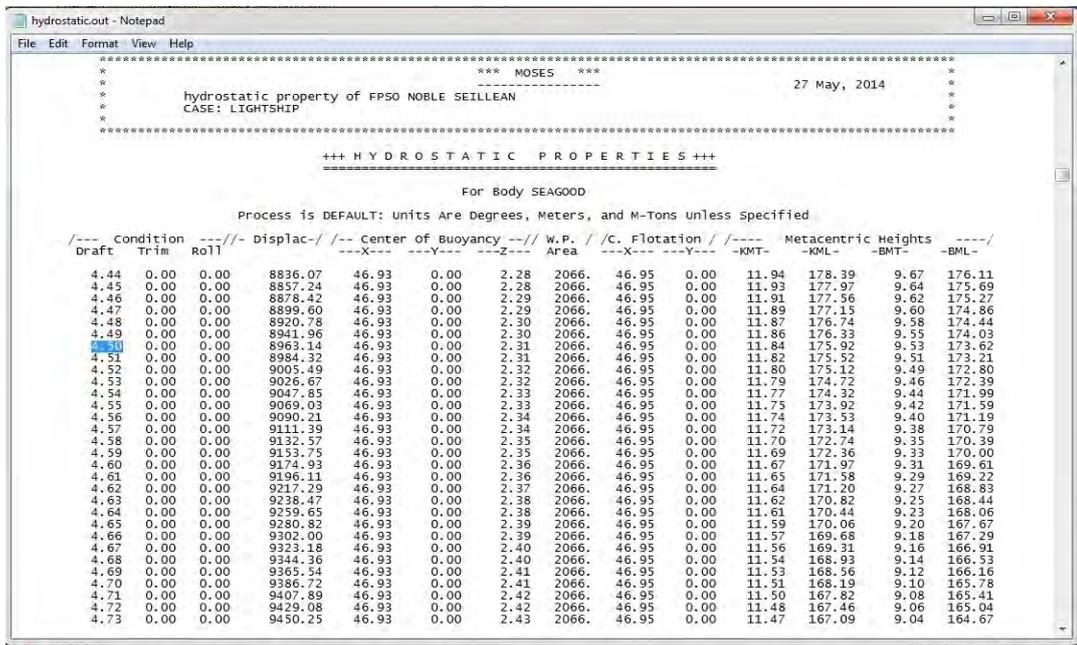 hydrostatic.out - Notepad
File Edit Format View Help
*** MOSES ***
----------------
27 May, 2014
hydrostatic property of FPSO NOBLE SEILLEAN
CASE: LIGHTSHIP
+++ H Y D R O S T A T I C P R O P E R T I E S +++
For Body SEAGOOD
Process is DEFAULT: Units Are Degrees, Meters, and M-Tons Unless Specified
/--- Condition ---//- Displac-/ /-- Center of Buoyancy --// W.P. / /C. Flotation / /---- Metacentric Heights ----/
Draft Trim Roll ---X--- ---Y--- ---Z--- Area ---X--- ---Y--- -KMT- -KML- -BMT- -BML-
4.44 0.00 0.00 8836.07 46.93 0.00 2.28 2066. 46.95 0.00 11.94 178.39 9.67 176.11
4.45 0.00 0.00 8857.24 46.93 0.00 2.28 2066. 46.95 0.00 11.93 177.97 9.64 175.69
4.46 0.00 0.00 8878.42 46.93 0.00 2.29 2066. 46.95 0.00 11.91 177.56 9.62 175.27
4.47 0.00 0.00 8899.60 46.93 0.00 2.29 2066. 46.95 0.00 11.89 177.15 9.60 174.86
4.48 0.00 0.00 8920.78 46.93 0.00 2.30 2066. 46.95 0.00 11.87 176.74 9.58 174.44
4.49 0.00 0.00 8941.96 46.93 0.00 2.30 2066. 46.95 0.00 11.86 176.33 9.55 174.03
4.50 0.00 0.00 8963.14 46.93 0.00 2.31 2066. 46.95 0.00 11.84 175.92 9.53 173.62
4.51 0.00 0.00 8984.32 46.93 0.00 2.31 2066. 46.95 0.00 11.82 175.52 9.51 173.21
4.52 0.00 0.00 9005.49 46.93 0.00 2.32 2066. 46.95 0.00 11.80 175.12 9.49 172.80
4.53 0.00 0.00 9026.67 46.93 0.00 2.32 2066. 46.95 0.00 11.79 174.72 9.46 172.39
4.54 0.00 0.00 9047.85 46.93 0.00 2.33 2066. 46.95 0.00 11.77 174.32 9.44 171.99
4.55 0.00 0.00 9069.03 46.93 0.00 2.33 2066. 46.95 0.00 11.75 173.92 9.42 171.59
4.56 0.00 0.00 9090.21 46.93 0.00 2.34 2066. 46.95 0.00 11.74 173.53 9.40 171.19
4.57 0.00 0.00 9111.39 46.93 0.00 2.34 2066. 46.95 0.00 11.72 173.14 9.38 170.79
4.58 0.00 0.00 9132.57 46.93 0.00 2.35 2066. 46.95 0.00 11.70 172.74 9.35 170.39
4.59 0.00 0.00 9153.75 46.93 0.00 2.35 2066. 46.95 0.00 11.69 172.36 9.33 170.00
4.60 0.00 0.00 9174.93 46.93 0.00 2.36 2066. 46.95 0.00 11.67 171.97 9.31 169.61
4.61 0.00 0.00 9196.11 46.93 0.00 2.36 2066. 46.95 0.00 11.65 171.58 9.29 169.22
4.62 0.00 0.00 9217.29 46.93 0.00 2.37 2066. 46.95 0.00 11.64 171.20 9.27 168.83
4.63 0.00 0.00 9238.47 46.93 0.00 2.38 2066. 46.95 0.00 11.62 170.82 9.25 168.44
4.64 0.00 0.00 9259.65 46.93 0.00 2.38 2066. 46.95 0.00 11.61 170.44 9.23 168.06
4.65 0.00 0.00 9280.82 46.93 0.00 2.39 2066. 46.95 0.00 11.59 170.06 9.20 167.67
4.66 0.00 0.00 9302.00 46.93 0.00 2.39 2066. 46.95 0.00 11.57 169.68 9.18 167.29
4.67 0.00 0.00 9323.18 46.93 0.00 2.40 2066. 46.95 0.00 11.56 169.31 9.16 166.91
4.68 0.00 0.00 9344.36 46.93 0.00 2.40 2066. 46.95 0.00 11.54 168.93 9.14 166.53
4.69 0.00 0.00 9365.54 46.93 0.00 2.41 2066. 46.95 0.00 11.53 168.56 9.12 166.16
4.70 0.00 0.00 9386.72 46.93 0.00 2.41 2066. 46.95 0.00 11.51 168.19 9.10 165.78
4.71 0.00 0.00 9407.89 46.93 0.00 2.42 2066. 46.95 0.00 11.50 167.82 9.08 165.41
4.72 0.00 0.00 9429.08 46.93 0.00 2.42 2066. 46.95 0.00 11.48 167.46 9.06 165.04
4.73 0.00 0.00 9450.25 46.93 0.00 2.43 2066. 46.95 0.00 11.47 167.09 9.04 164.67